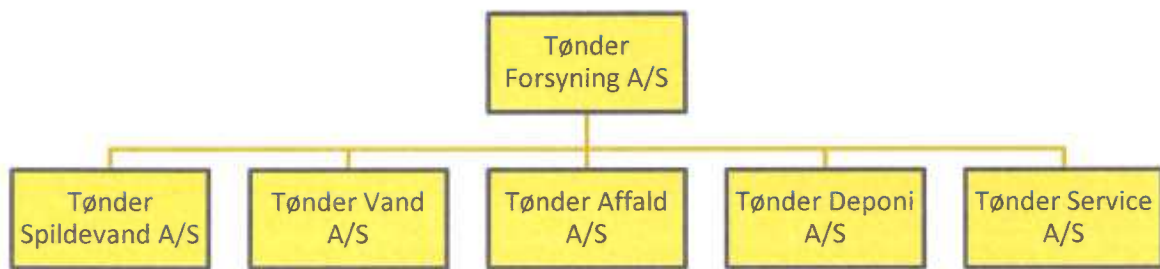 Tønder
Forsyning A/S
Tønder
Spildevand A/S
Tønder Vand
A/S
Tønder Affald
A/S
Tønder Deponi
A/S
Tønder Service
A/S